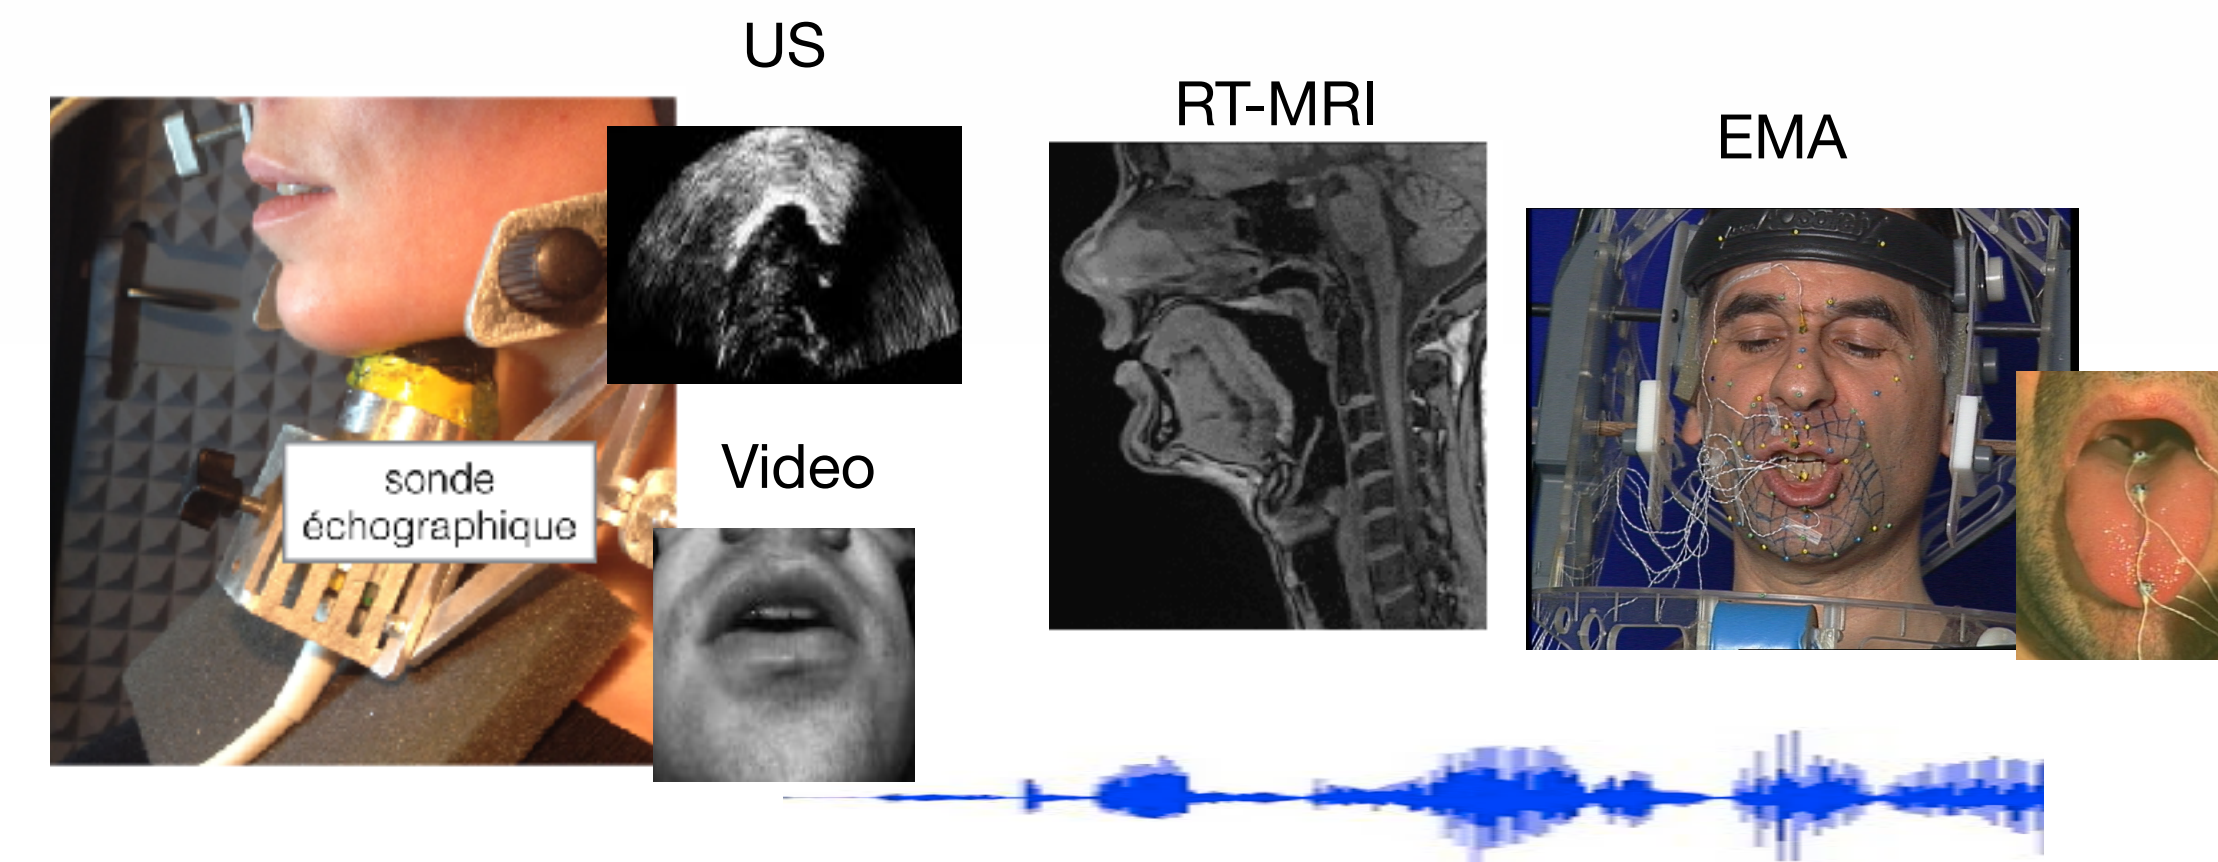 US
RT-MRI
EMA
sonde
échographique
Video